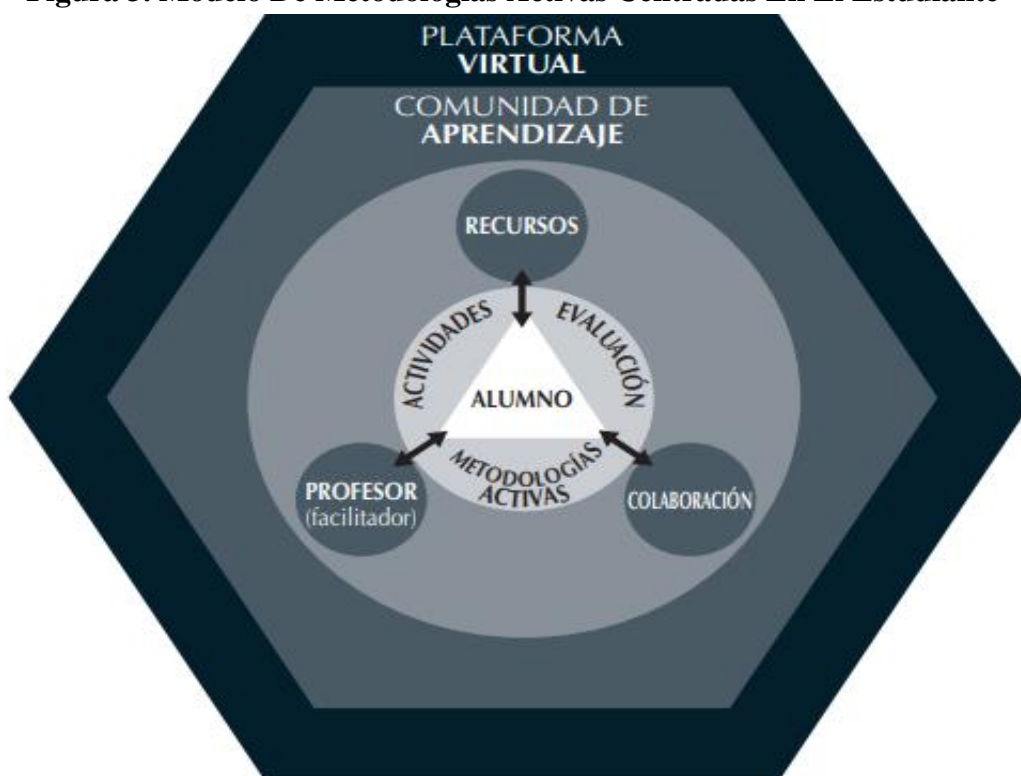 Figura Modelo De Metodologías Activas Centradas En El Estudiante
PLATAFORMA
VIRTUAL
COMUNIDAD DE
APRENDIZAJE
RECURSOS
ACTIVIDADES
EVALUACIÓN
ALUMNO
METODOLOGÍAS
ACTIVAS
PROFESOR
(facilitador)
COLABORACIÓN